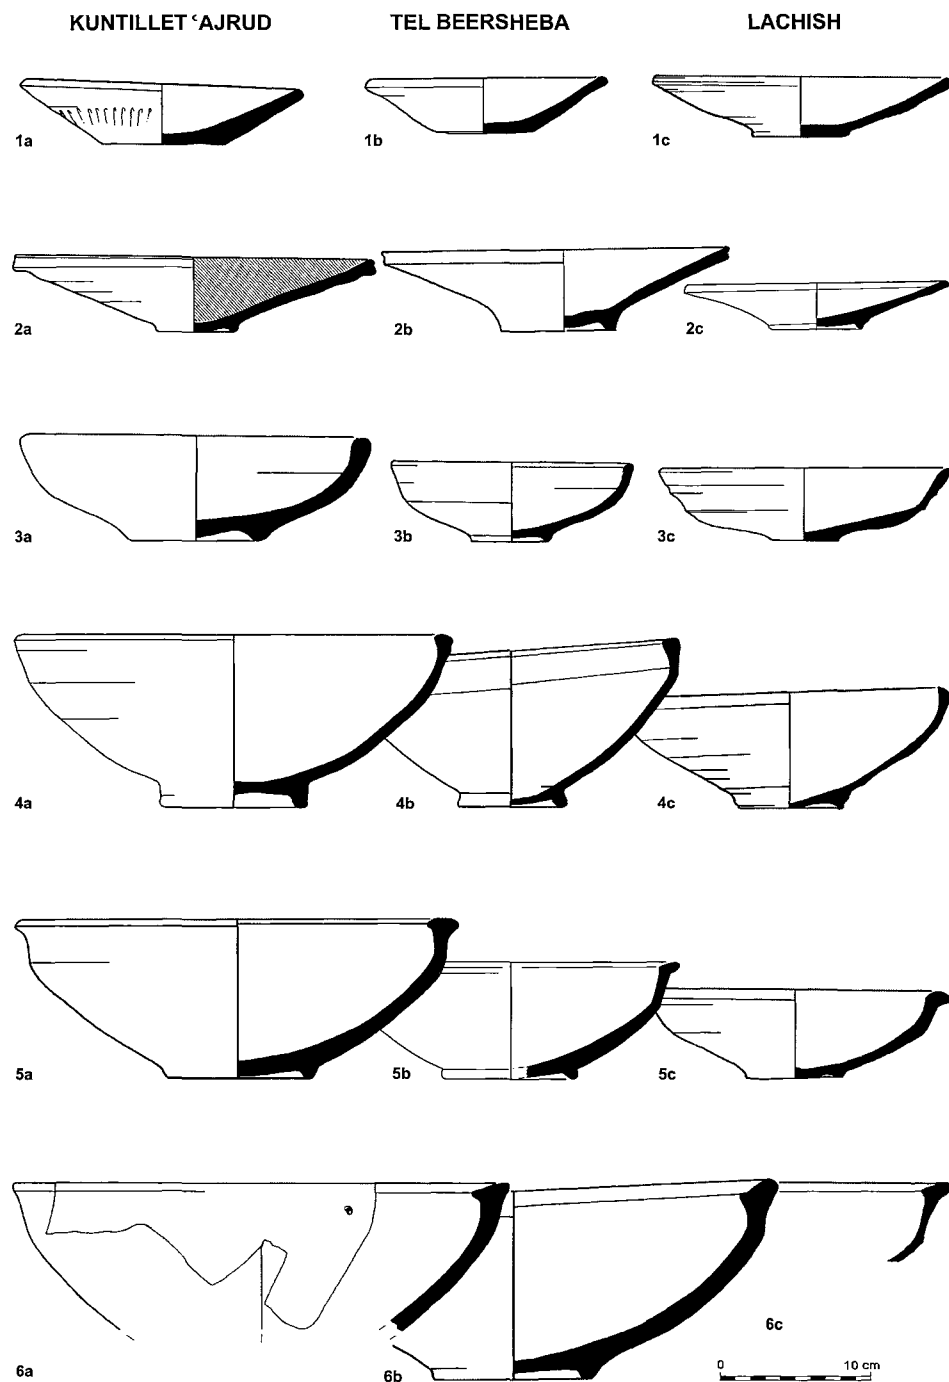 KUNTILLET ʿAJRUD TEL BEERSHEBA LACHISH
1a 1b 1c
2a 2b 2c
3a 3b 3c
4a 4b 4c
5a 5b 5c
6c
0 10 cm
6a 6b